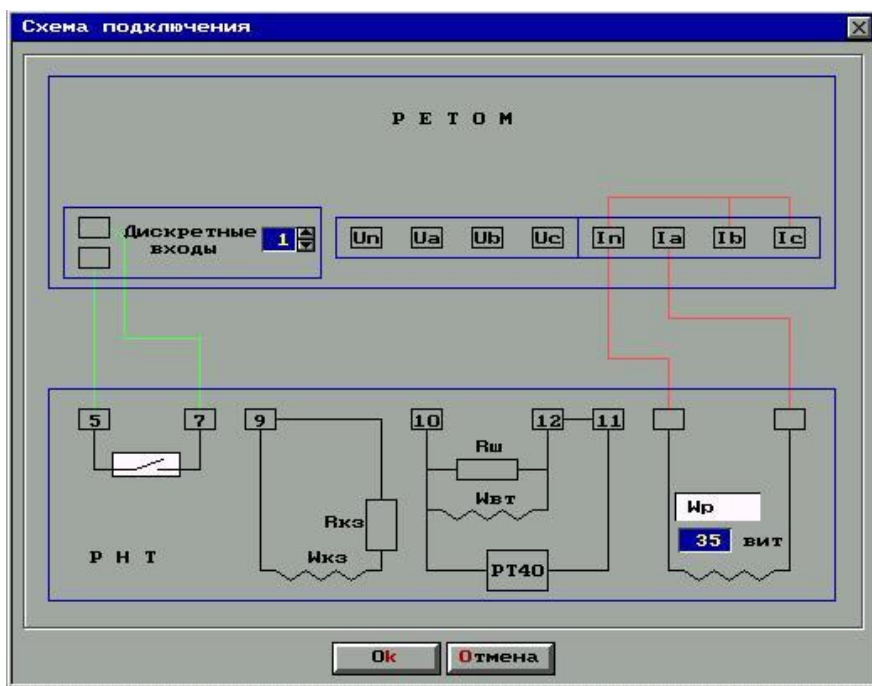 Схема подключения
Р Е Т О М
Дискретные входы 1
Un Ua Ub Uc In Ia Ib Ic
5 7 9 10 12 11
Rш
Wвт
Wр
Rкз
35 вит
Wкз
Р Н Т
РТ40
Ok Отмена